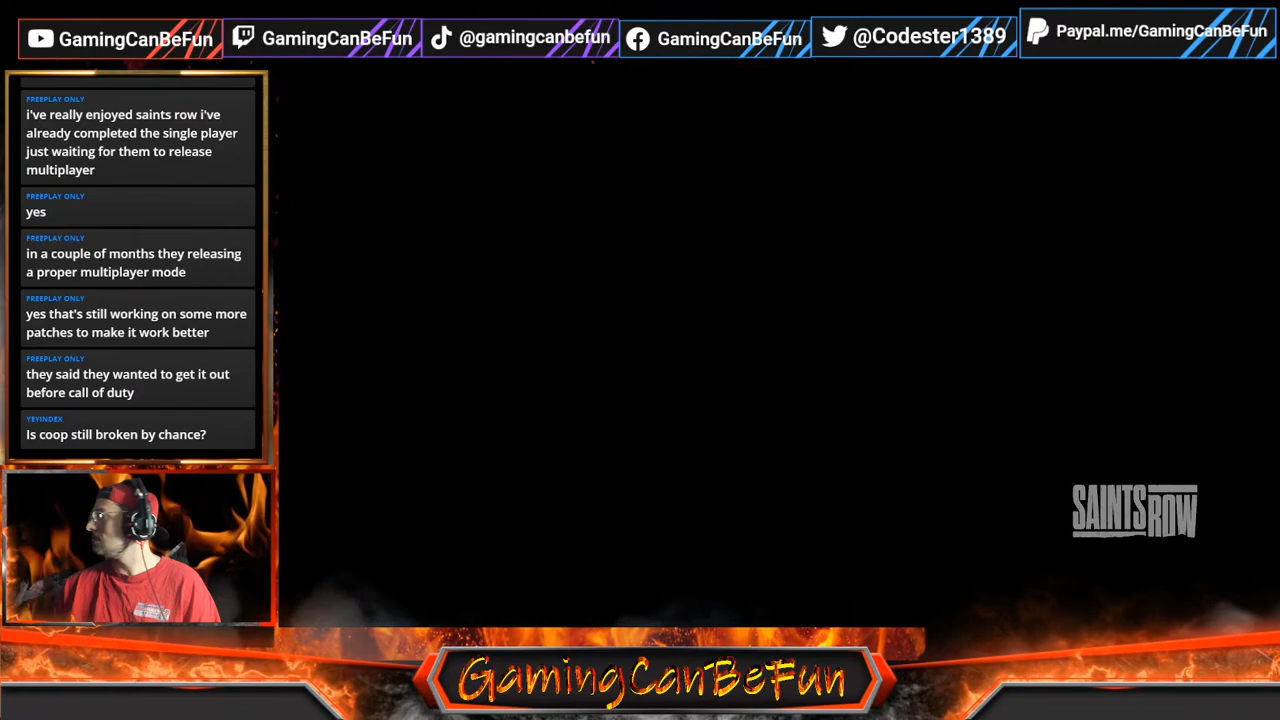 GamingCanBeFun
GamingCanBeFun
@gamingcanbefun
GamingCanBeFun
@Codester1389
Paypal.me/GamingCanBeFun
FREEPLAY ONLY
i've really enjoyed saints row i've
already completed the single player
just waiting for them to release
multiplayer
FREEPLAY ONLY
yes
FREEPLAY ONLY
in a couple of months they releasing
a proper multiplayer mode
FREEPLAY ONLY
yes that's still working on some more
patches to make it work better
FREEPLAY ONLY
they said they wanted to get it out
before call of duty
YEYINDEX
Is coop still broken by chance?
SAINTS ROW
GamingCanBeFun